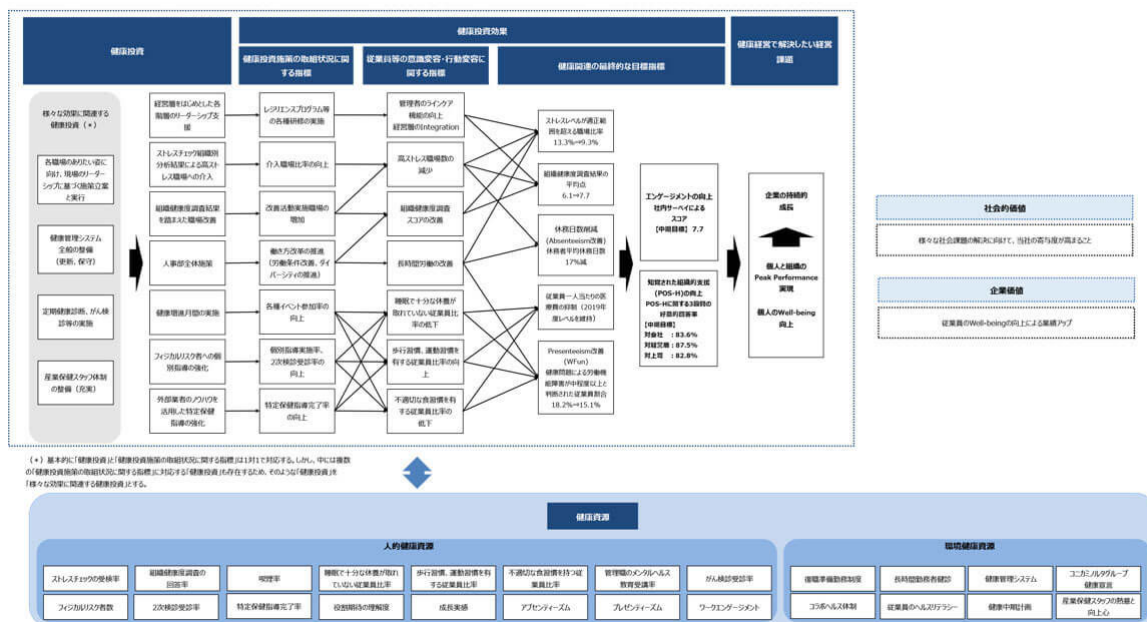 健康投資
健康投資効果
健康経営で解決したい経営
課題
健康投資施策の取組状況に関
する指標
従業員等の意識変容・行動変容に
関する指標
健康関連の最終的な目標指標
様々な効果に関連する
健康投資(*)
各職場のありたい姿に
向け、現場のリーダー
シップに基づく施策立案
と実行
健康管理システム
全般の整備
(更新、保守)
定期健康診断、がん検
診等の実施
産業保健スタッフ体制
の整備(充実)
経営層をはじめとした各
階層のリーダーシップ支
援
ストレスチェック組織別
分析結果による高スト
レス職場への介入
組織健康度調査結果
を踏まえた職場改善
人事部全体施策
健康増進月間の実施
フィジカルリスク者への個
別指導の強化
外部業者のノウハウを
活用した特定保健
指導の強化
レジリエンスプログラム等
の各種研修の実施
介入職場比率の向上
改善活動実施職場の
増加
働き方改革の推進
(労働条件改善、ダイ
バーシティの推進)
各種イベント参加率の
向上
個別指導実施率、
2次検診受診率の
向上
特定保健指導完了率
の向上
管理者のラインケア
機能の向上
経営層のIntegration
高ストレス職場数の
減少
組織健康度調査
スコアの改善
長時間労働の改善
睡眠で十分な休養が
取れていない従業員比
率の低下
歩行習慣、運動習慣を
有する従業員比率の向
上
不適切な食習慣を有
する従業員比率の
低下
ストレスレベルが適正範
囲を超える職場比率
13.3%→9.3%
組織健康度調査結果の
平均点
6.1→7.7
休務日数削減
(Absenteeism改善)
休務者平均休務日数
17%減
従業員一人当たりの医
療費の抑制(2019年
度レベルを維持)
Presenteeism改善
(WFun)
健康問題による労働機
能障害が中程度以上と
判断された従業員割合
18.2%→15.1%
エンゲージメントの向上
社内サーベイによる
スコア
【中期目標】7.7
知覚された組織的支援
(POS-H)の向上
POS-Hに関する3設問の
好意的回答率
【中期目標】
対会社 :83.6%
対経営層:87.5%
対上司 :82.8%
企業の持続的
成長
個人と組織の
Peak Performance
実現
個人のWell-being
向上
社会的価値
様々な社会課題の解決に向けて、当社の寄与度が高まること
企業価値
従業員のWell-beingの向上による業績アップ
(*)基本的に「健康投資」と「健康投資施策の取組状況に関する指標」は1対1で対応する。しかし、中には複数
の「健康投資施策の取組状況に関する指標」に対応する「健康投資」も存在するため、そのような「健康投資」を
「様々な効果に関連する健康投資」とする。
健康資源
人的健康資源
環境健康資源
ストレスチェックの受検率
組織健康度調査の
回答率
喫煙率
睡眠で十分な休養が取れ
ていない従業員比率
歩行習慣、運動習慣を有
する従業員比率
不適切な食習慣を持つ従
業員比率
管理職のメンタルヘルス
教育受講率
がん検診受診率
フィジカルリスク者数
2次検診受診率
特定保健指導完了率
役割期待の理解度
成長実感
アブセンティーズム
プレゼンティーズム
ワークエンゲージメント
復職準備勤務制度
長時間勤務者健診
健康管理システム
コニカミノルタグループ
健康宣言
コラボヘルス体制
従業員のヘルスリテラシー
健康中期計画
産業保健スタッフの熱意と
向上心